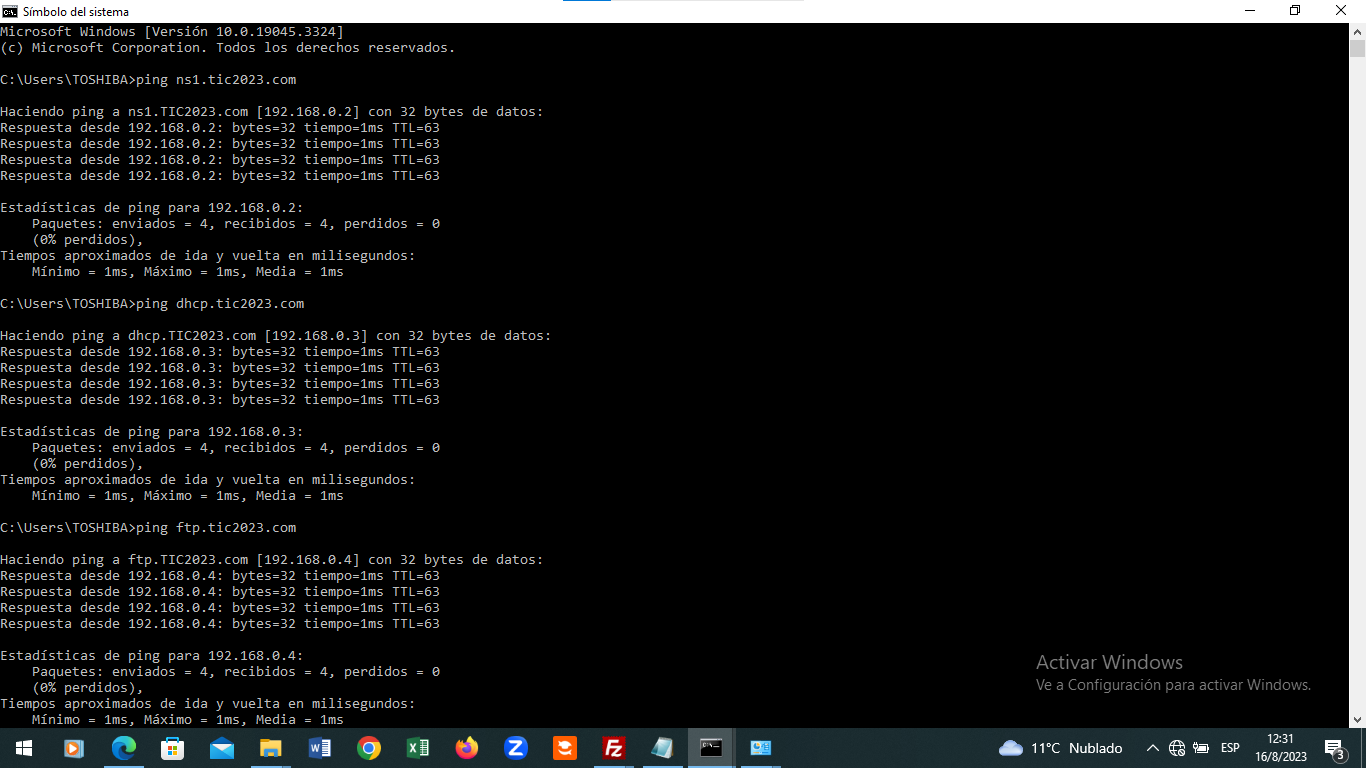 Símbolo del sistema
Microsoft Windows [Versión 10.0.19045.3324]
(c) Microsoft Corporation. Todos los derechos reservados.
C:\Users\TOSHIBA>ping ns1.tic2023.com
Haciendo ping a ns1.TIC2023.com [192.168.0.2] con 32 bytes de datos:
Respuesta desde 192.168.0.2: bytes=32 tiempo=1ms TTL=63
Respuesta desde 192.168.0.2: bytes=32 tiempo=1ms TTL=63
Respuesta desde 192.168.0.2: bytes=32 tiempo=1ms TTL=63
Respuesta desde 192.168.0.2: bytes=32 tiempo=1ms TTL=63
Estadísticas de ping para 192.168.0.2:
Paquetes: enviados = 4, recibidos = 4, perdidos = 0
(0% perdidos),
Tiempos aproximados de ida y vuelta en milisegundos:
Mínimo = 1ms, Máximo = 1ms, Media = 1ms
C:\Users\TOSHIBA>ping dhcp.tic2023.com
Haciendo ping a dhcp.TIC2023.com [192.168.0.3] con 32 bytes de datos:
Respuesta desde 192.168.0.3: bytes=32 tiempo=1ms TTL=63
Respuesta desde 192.168.0.3: bytes=32 tiempo=1ms TTL=63
Respuesta desde 192.168.0.3: bytes=32 tiempo=1ms TTL=63
Respuesta desde 192.168.0.3: bytes=32 tiempo=1ms TTL=63
Estadísticas de ping para 192.168.0.3:
Paquetes: enviados = 4, recibidos = 4, perdidos = 0
(0% perdidos),
Tiempos aproximados de ida y vuelta en milisegundos:
Mínimo = 1ms, Máximo = 1ms, Media = 1ms
C:\Users\TOSHIBA>ping ftp.tic2023.com
Haciendo ping a ftp.TIC2023.com [192.168.0.4] con 32 bytes de datos:
Respuesta desde 192.168.0.4: bytes=32 tiempo=1ms TTL=63
Respuesta desde 192.168.0.4: bytes=32 tiempo=1ms TTL=63
Respuesta desde 192.168.0.4: bytes=32 tiempo=1ms TTL=63
Respuesta desde 192.168.0.4: bytes=32 tiempo=1ms TTL=63
Estadísticas de ping para 192.168.0.4:
Paquetes: enviados = 4, recibidos = 4, perdidos = 0
(0% perdidos),
Tiempos aproximados de ida y vuelta en milisegundos:
Mínimo = 1ms, Máximo = 1ms, Media = 1ms
Activar Windows
Ve a Configuración para activar Windows.
11°C Nublado
ESP
12:31
16/8/2023
3